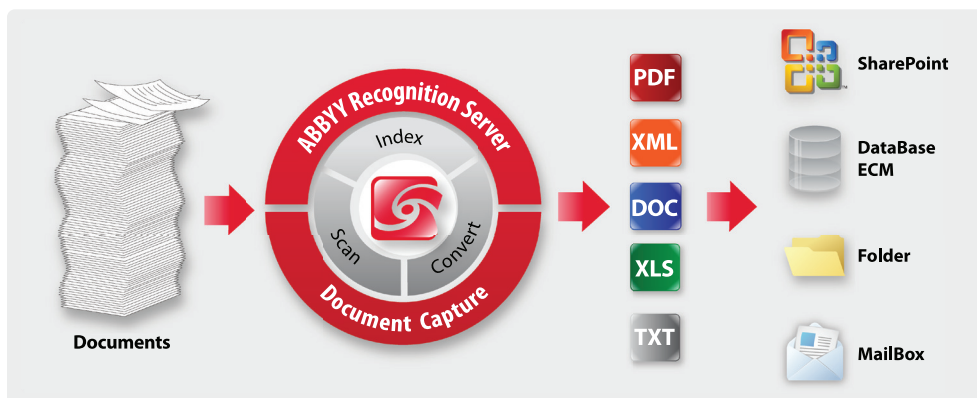 Documents
ABBYY Recognition Server
Index
Scan
Convert
Document Capture
PDF
XML
DOC
XLS
TXT
SharePoint
DataBase
ECM
Folder
MailBox